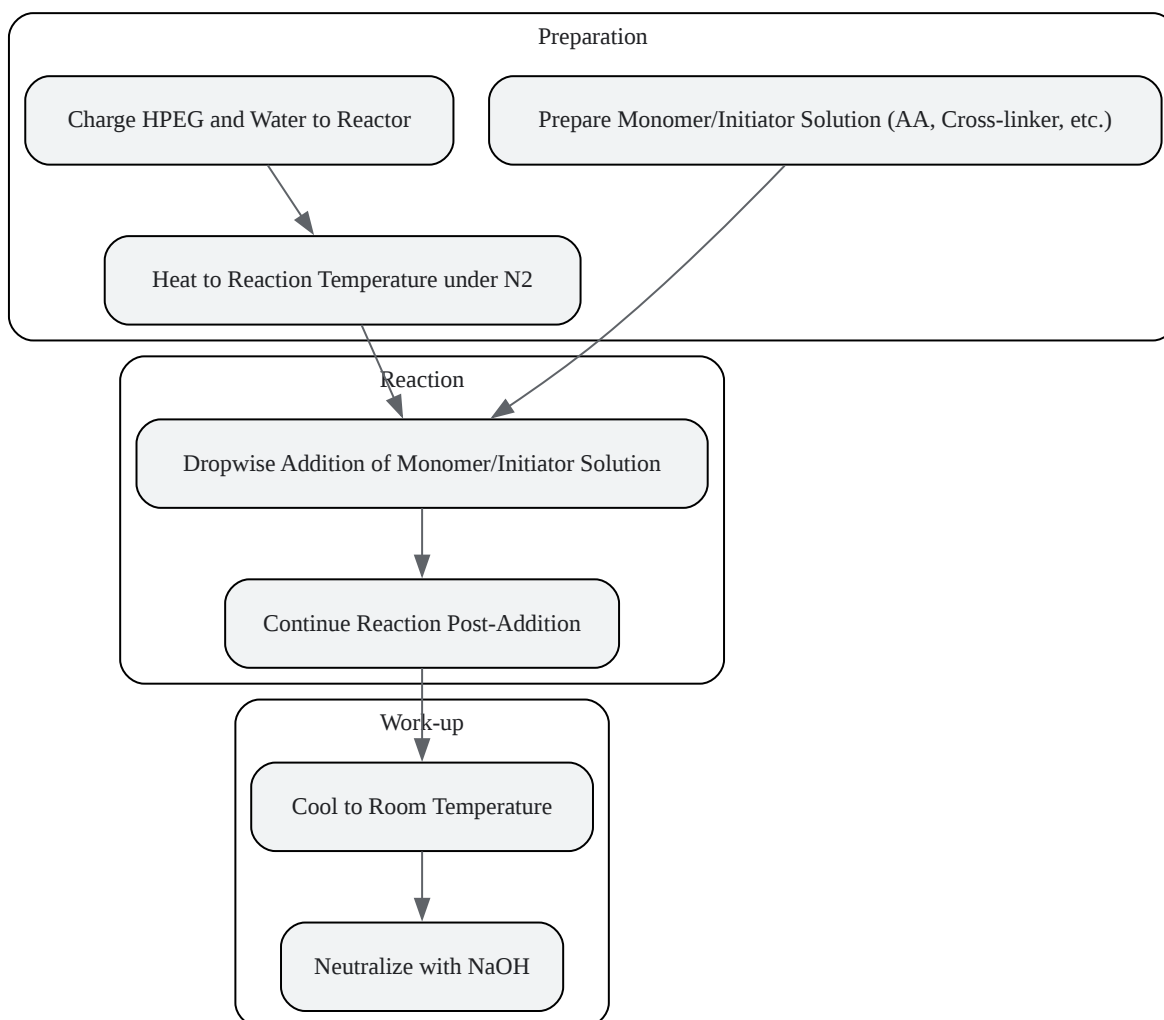 Preparation
Charge HPEG and Water to Reactor
Prepare Monomer/Initiator Solution (AA, Cross-linker, etc.)
Heat to Reaction Temperature under N2
Reaction
Dropwise Addition of Monomer/Initiator Solution
Continue Reaction Post-Addition
Work-up
Cool to Room Temperature
Neutralize with NaOH